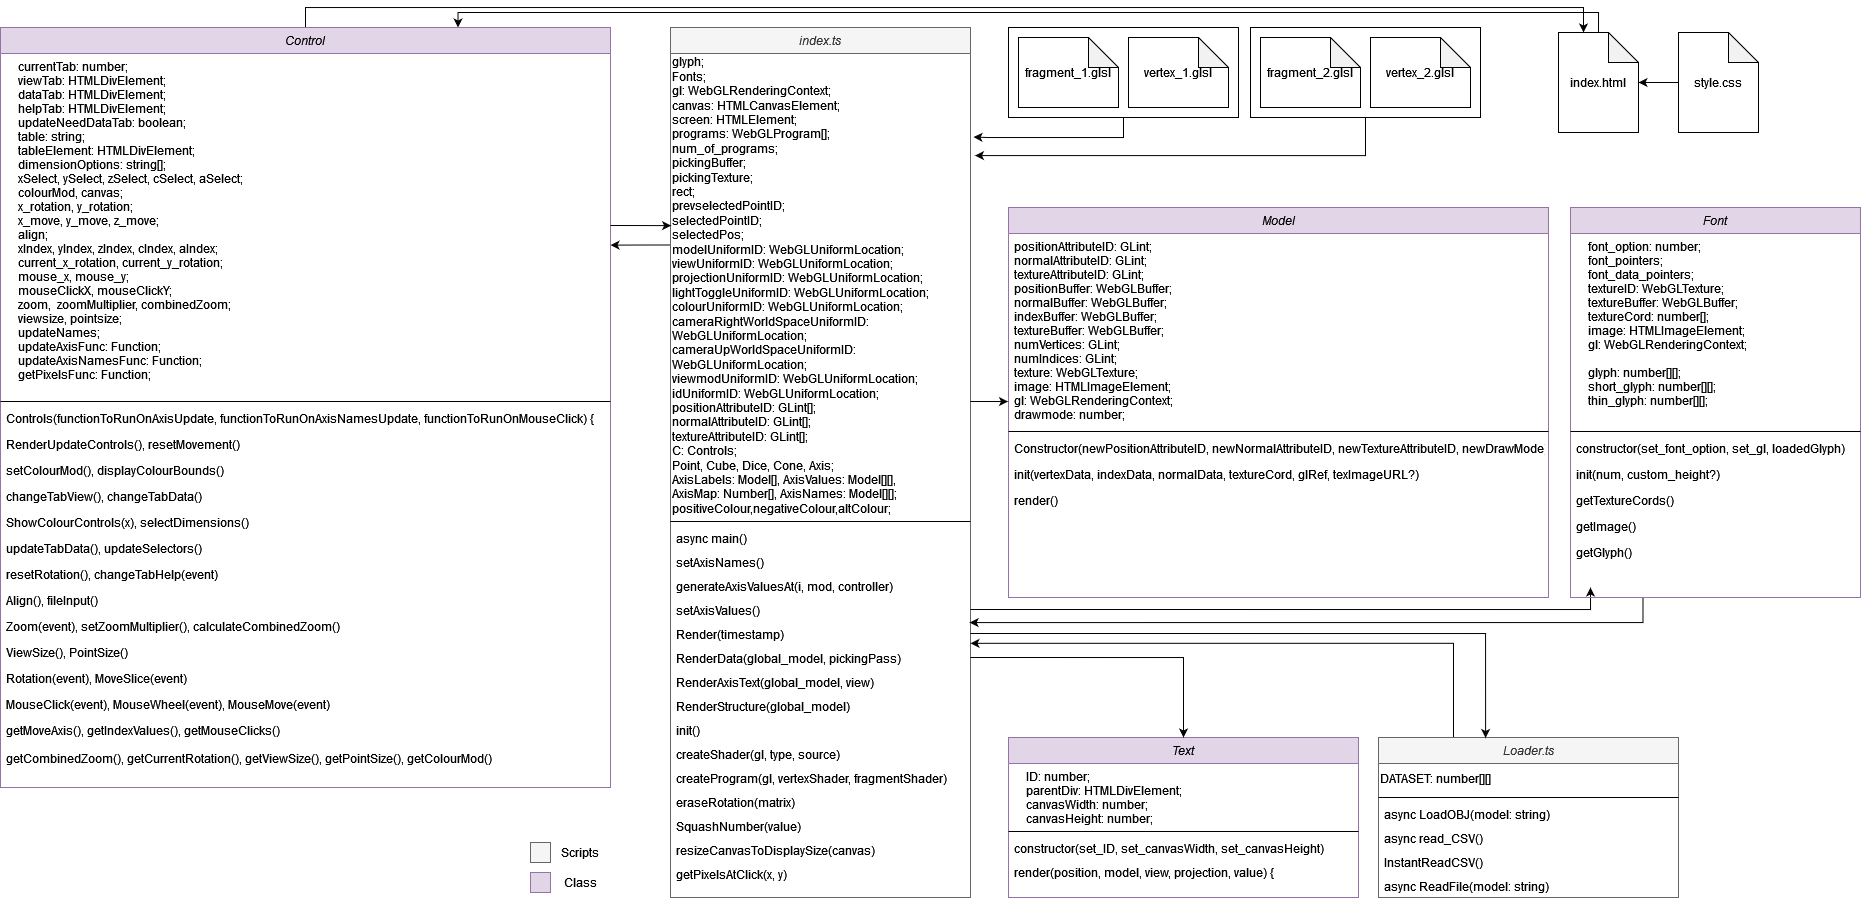 Control
currentTab: number;
viewTab: HTMLDivElement;
dataTab: HTMLDivElement;
helpTab: HTMLDivElement;
updateNeedDataTab: boolean;
table: string;
tableElement: HTMLDivElement;
dimensionOptions: string[];
xSelect, ySelect, zSelect, cSelect, aSelect;
colourMod, canvas;
x_rotation, y_rotation;
x_move, y_move, z_move;
align;
xIndex, yIndex, zIndex, cIndex, aIndex;
current_x_rotation, current_y_rotation;
mouse_x, mouse_y;
mouseClickX, mouseClickY;
zoom,  zoomMultiplier, combinedZoom;
viewsize, pointsize;
updateNames;
updateAxisFunc: Function;
updateAxisNamesFunc: Function;
getPixelsFunc: Function;
Controls(functionToRunOnAxisUpdate, functionToRunOnAxisNamesUpdate, functionToRunOnMouseClick) {
RenderUpdateControls(), resetMovement()
setColourMod(), displayColourBounds()
changeTabView(), changeTabData()
ShowColourControls(x), selectDimensions()
updateTabData(), updateSelectors()
resetRotation(), changeTabHelp(event)
Align(), fileInput()
Zoom(event), setZoomMultiplier(), calculateCombinedZoom()
ViewSize(), PointSize()
Rotation(event), MoveSlice(event)
MouseClick(event), MouseWheel(event), MouseMove(event)
getMoveAxis(), getIndexValues(), getMouseClicks()
getCombinedZoom(), getCurrentRotation(), getViewSize(), getPointSize(), getColourMod()
index.ts
glyph;
Fonts;
gl: WebGLRenderingContext;
canvas: HTMLCanvasElement;
screen: HTMLElement;
programs: WebGLProgram[];
num_of_programs;
pickingBuffer;
pickingTexture;
rect;
prevselectedPointID;
selectedPointID;
selectedPos;
modelUniformID: WebGLUniformLocation;
viewUniformID: WebGLUniformLocation;
projectionUniformID: WebGLUniformLocation;
lightToggleUniformID: WebGLUniformLocation;
colourUniformID: WebGLUniformLocation;
cameraRightWorldSpaceUniformID:
WebGLUniformLocation;
cameraUpWorldSpaceUniformID:
WebGLUniformLocation;
viewmodUniformID: WebGLUniformLocation;
idUniformID: WebGLUniformLocation;
positionAttributeID: GLint[];
normalAttributeID: GLint[];
textureAttributeID: GLint[];
C: Controls;
Point, Cube, Dice, Cone, Axis;
AxisLabels: Model[], AxisValues: Model[][],
AxisMap: Number[], AxisNames: Model[][];
positiveColour,negativeColour,altColour;
async main()
setAxisNames()
generateAxisValuesAt(i, mod, controller)
setAxisValues()
Render(timestamp)
RenderData(global_model, pickingPass)
RenderAxisText(global_model, view)
RenderStructure(global_model)
init()
createShader(gl, type, source)
createProgram(gl, vertexShader, fragmentShader)
eraseRotation(matrix)
SquashNumber(value)
resizeCanvasToDisplaySize(canvas)
getPixelsAtClick(x, y)
fragment_1.glsl
vertex_1.glsl
fragment_2.glsl
vertex_2.glsl
index.html
style.css
Model
positionAttributeID: GLint;
normalAttributeID: GLint;
textureAttributeID: GLint;
positionBuffer: WebGLBuffer;
normalBuffer: WebGLBuffer;
indexBuffer: WebGLBuffer;
textureBuffer: WebGLBuffer;
numVertices: GLint;
numIndices: GLint;
texture: WebGLTexture;
image: HTMLImageElement;
gl: WebGLRenderingContext;
drawmode: number;
Constructor(newPositionAttributeID, newNormalAttributeID, newTextureAttributeID, newDrawMode
init(vertexData, indexData, normalData, textureCord, glRef, texImageURL?)
render()
Font
font_option: number;
font_pointers;
font_data_pointers;
textureID: WebGLTexture;
textureBuffer: WebGLBuffer;
textureCord: number[];
image: HTMLImageElement;
gl: WebGLRenderingContext;
glyph: number[][];
short_glyph: number[][];
thin_glyph: number[][];
constructor(set_font_option, set_gl, loadedGlyph)
init(num, custom_height?)
getTextureCords()
getImage()
getGlyph()
Text
ID: number;
parentDiv: HTMLDivElement;
canvasWidth: number;
canvasHeight: number;
constructor(set_ID, set_canvasWidth, set_canvasHeight)
render(position, model, view, projection, value) {
Loader.ts
DATASET: number[][]
async LoadOBJ(model: string)
async read_CSV()
InstantReadCSV()
async ReadFile(model: string)
Scripts
Class